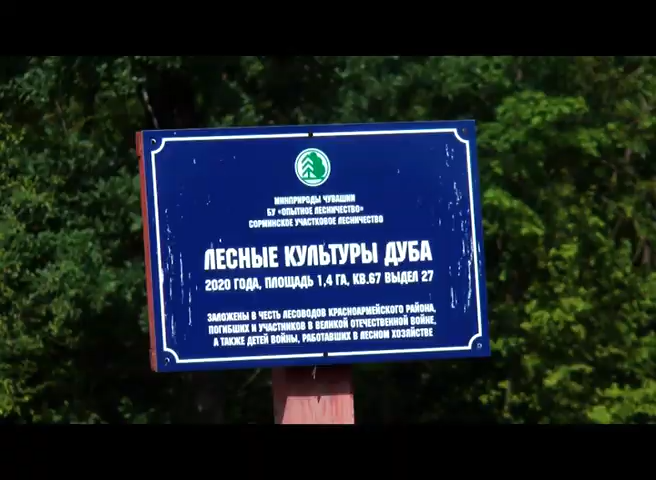 МИНПРИРОДЫ ЧУВАШИИ
БУ «ОПЫТНОЕ ЛЕСНИЧЕСТВО»
СОРМИНСКОЕ УЧАСТКОВОЕ ЛЕСНИЧЕСТВО
ЛЕСНЫЕ КУЛЬТУРЫ ДУБА
2020 ГОДА, ПЛОЩАДЬ 1,4 ГА, КВ.67 ВЫДЕЛ 27
ЗАЛОЖЕНЫ В ЧЕСТЬ ЛЕСОВОДОВ КРАСНОАРМЕЙСКОГО РАЙОНА,
ПОГИБШИХ И УЧАСТНИКОВ В ВЕЛИКОЙ ОТЕЧЕСТВЕННОЙ ВОЙНЕ,
А ТАКЖЕ ДЕТЕЙ ВОЙНЫ, РАБОТАВШИХ В ЛЕСНОМ ХОЗЯЙСТВЕ